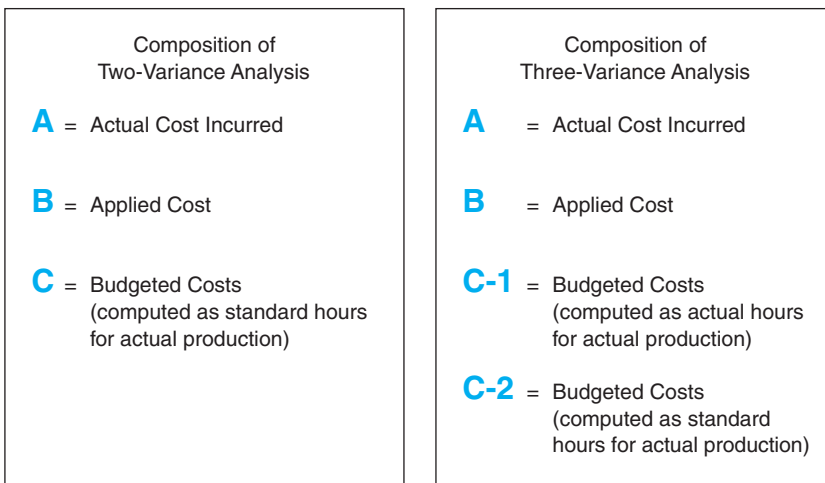 Composition of
Two-Variance Analysis
A = Actual Cost Incurred
B = Applied Cost
C = Budgeted Costs
(computed as standard hours
for actual production)
Composition of
Three-Variance Analysis
A = Actual Cost Incurred
B = Applied Cost
C-1 = Budgeted Costs
(computed as actual hours
for actual production)
C-2 = Budgeted Costs
(computed as standard
hours for actual production)